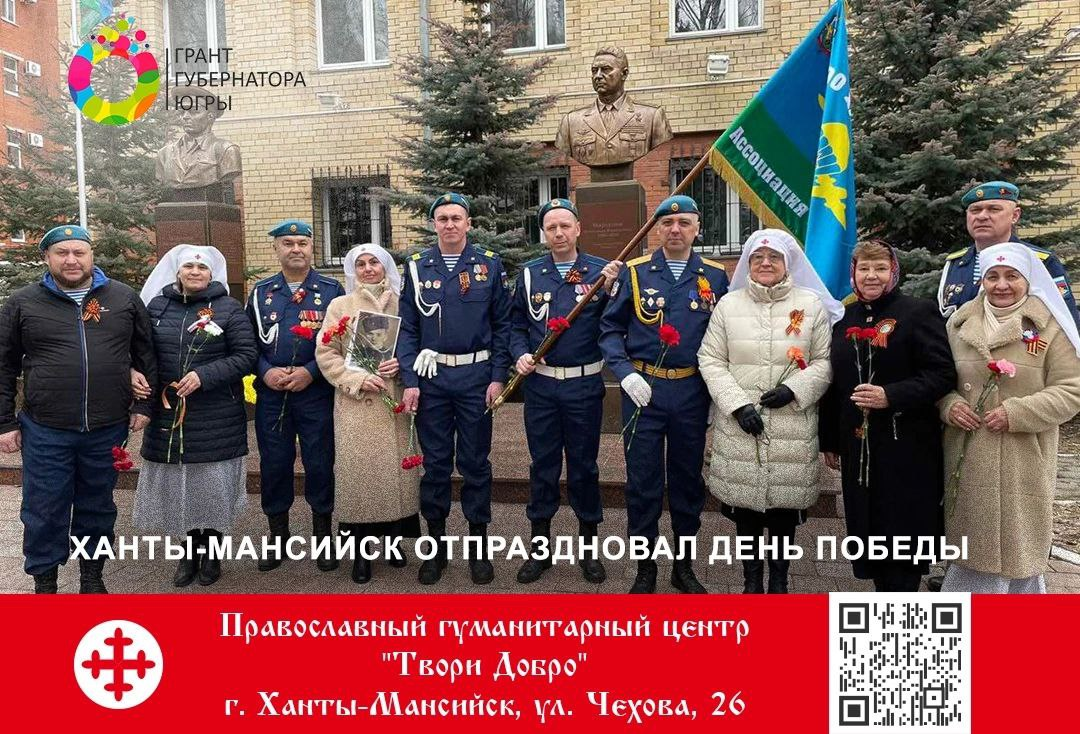 ГРАНТ
ГУБЕРНАТОРА
ЮГРЫ
Ассоциация
ХАНТЫ-МАНСИЙСК ОТПРАЗДНОВАЛ ДЕНЬ ПОБЕДЫ
Православный гуманитарный центр
"Твори Добро"
г. Ханты-Мансийск, ул. Чехова, 26